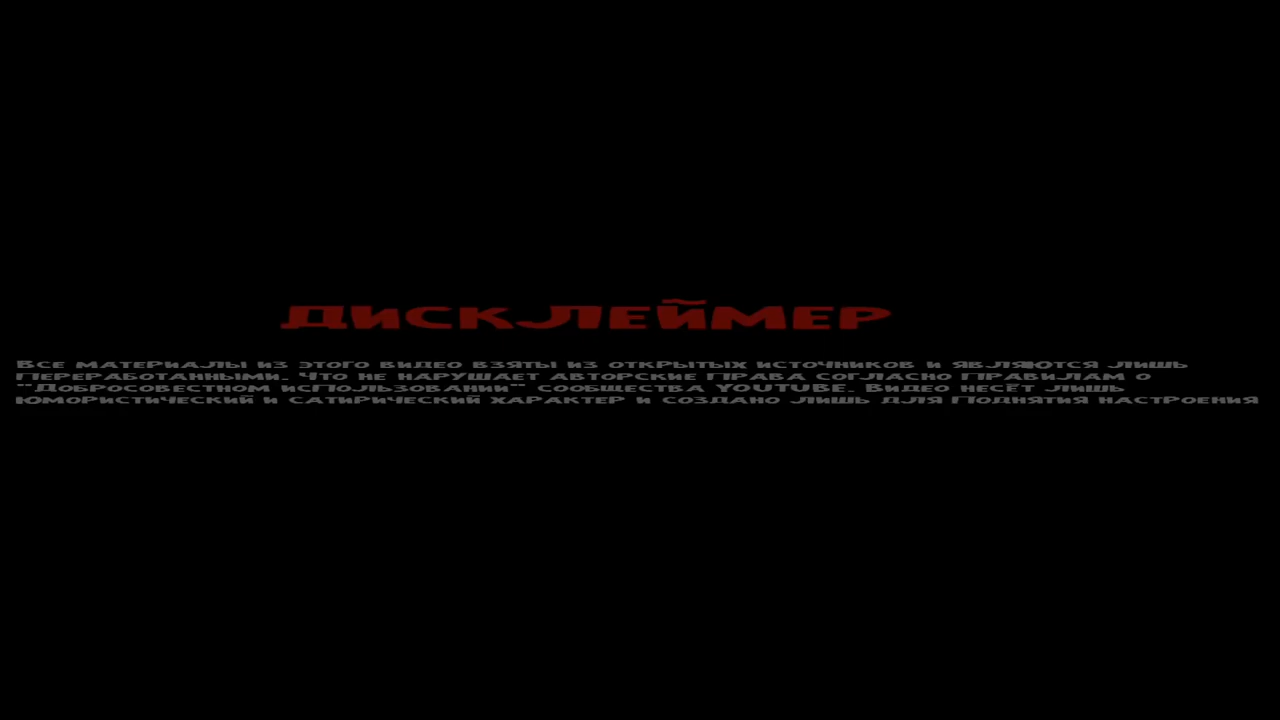 ДИСКЛЕЙМЕР
Все материалы из этого видео взяты из открытых источников и являются лишь
переработанными. Что не нарушает авторские права согласно правилам о
"Добросовестном использовании" сообщества YOUTUBE. Видео несёт лишь
юмористический и сатирический характер и создано лишь для поднятия настроения